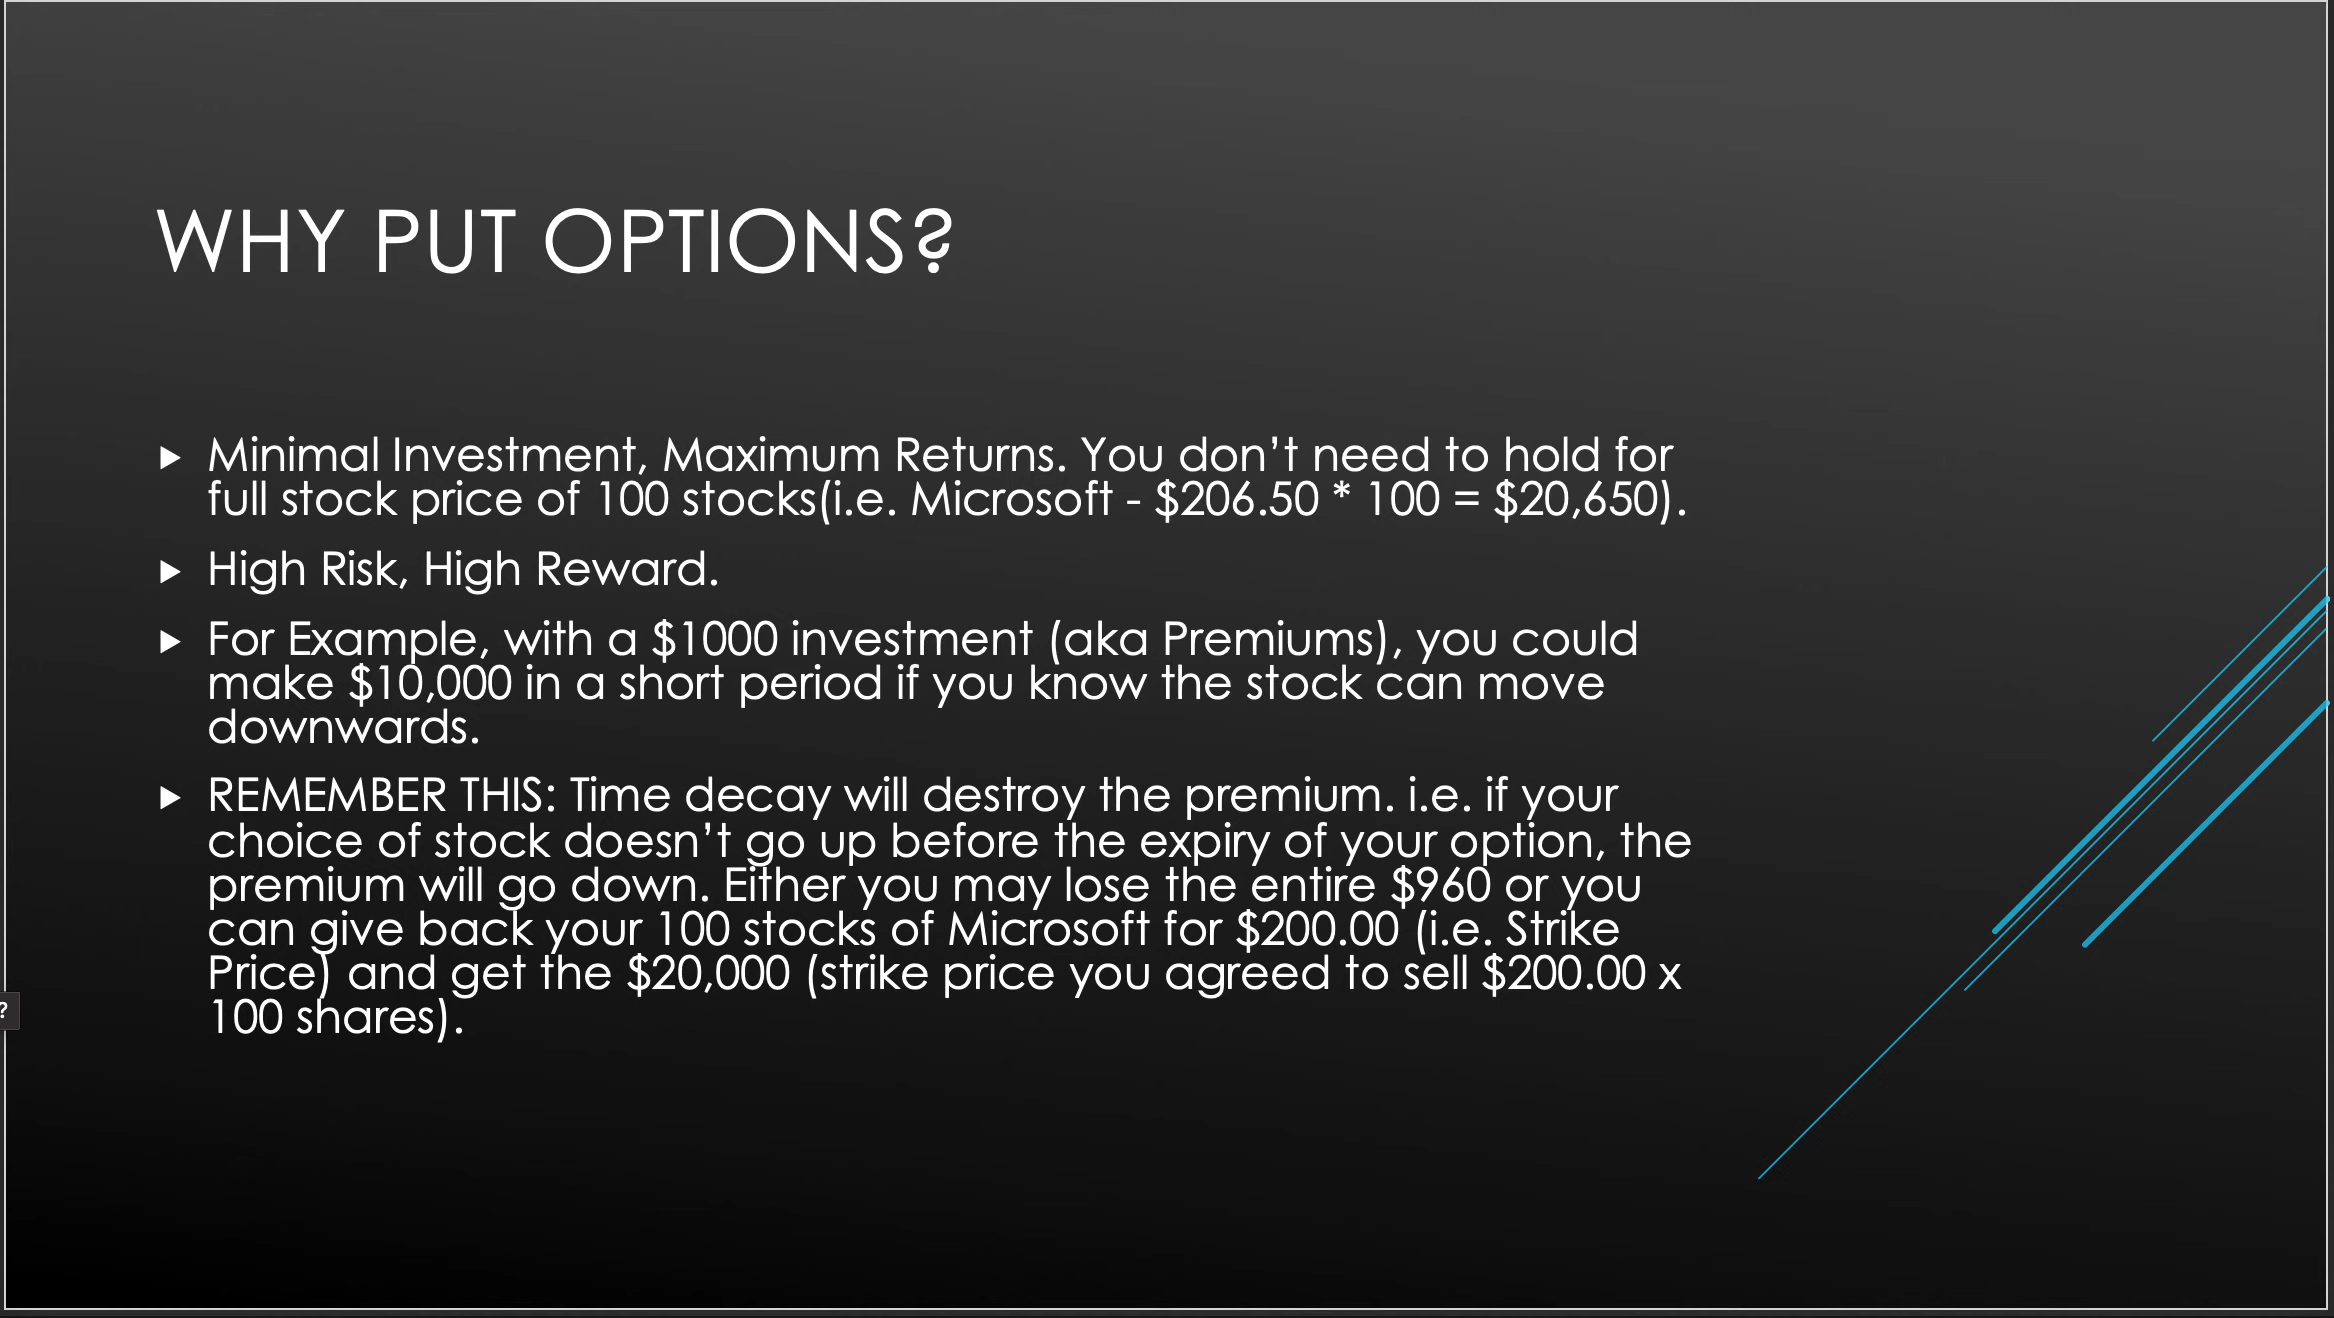 WHY PUT OPTIONS?
Minimal Investment, Maximum Returns. You don’t need to hold for
full stock price of 100 stocks(i.e. Microsoft - $206.50 * 100 = $20,650).
High Risk, High Reward.
For Example, with a $1000 investment (aka Premiums), you could
make $10,000 in a short period if you know the stock can move
downwards.
REMEMBER THIS: Time decay will destroy the premium. i.e. if your
choice of stock doesn’t go up before the expiry of your option, the
premium will go down. Either you may lose the entire $960 or you
can give back your 100 stocks of Microsoft for $200.00 (i.e. Strike
Price) and get the $20,000 (strike price you agreed to sell $200.00 x
100 shares).
?